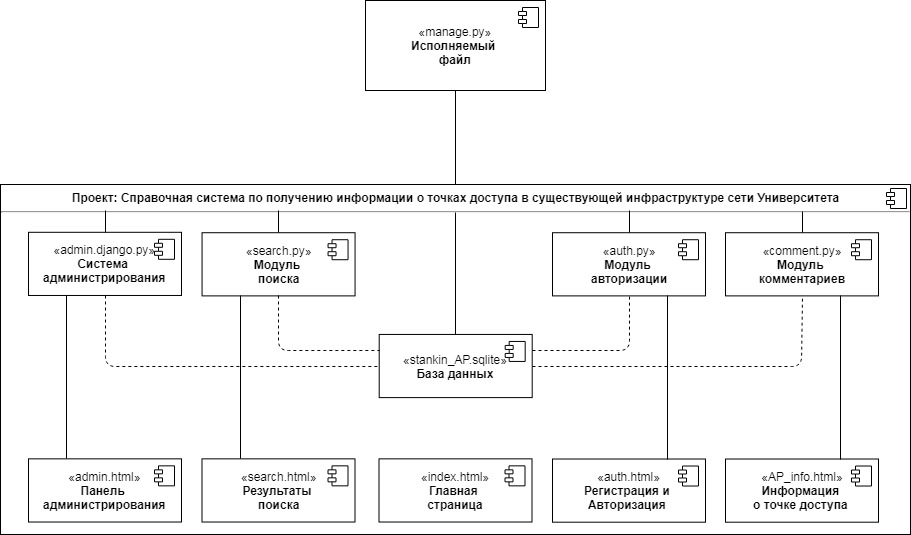 «manage.py»
Исполняемый
файл
Проект: Справочная система по получению информации о точках доступа в существующей инфраструктуре сети Университета
«admin.django.py»
Система
администрирования
«search.py»
Модуль
поиска
«auth.py»
Модуль
авторизации
«comment.py»
Модуль
комментариев
«stankin_AP.sqlite»
База данных
«admin.html»
Панель
администрирования
«search.html»
Результаты
поиска
«index.html»
Главная
страница
«auth.html»
Регистрация и
Авторизация
«AP_info.html»
Информация
о точке доступа